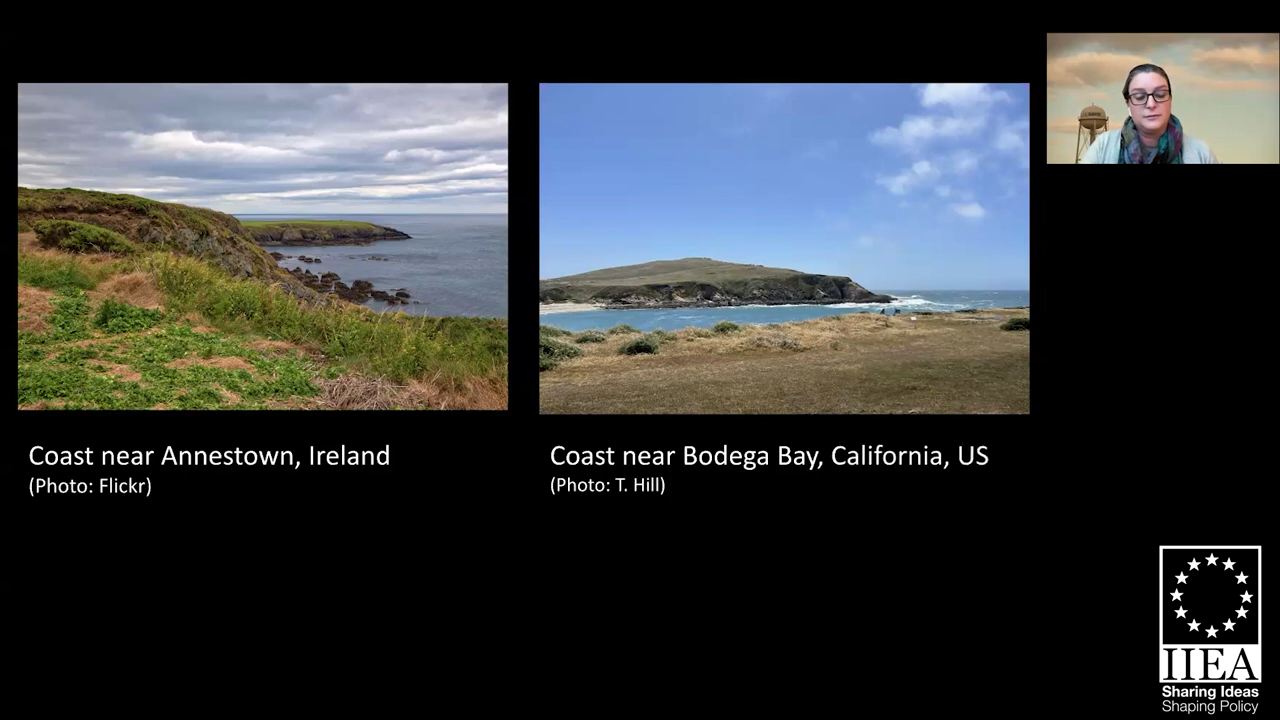 Coast near Annestown, Ireland
(Photo: Flickr)
Coast near Bodega Bay, California, US
(Photo: T. Hill)
IIEA
Sharing Ideas
Shaping Policy